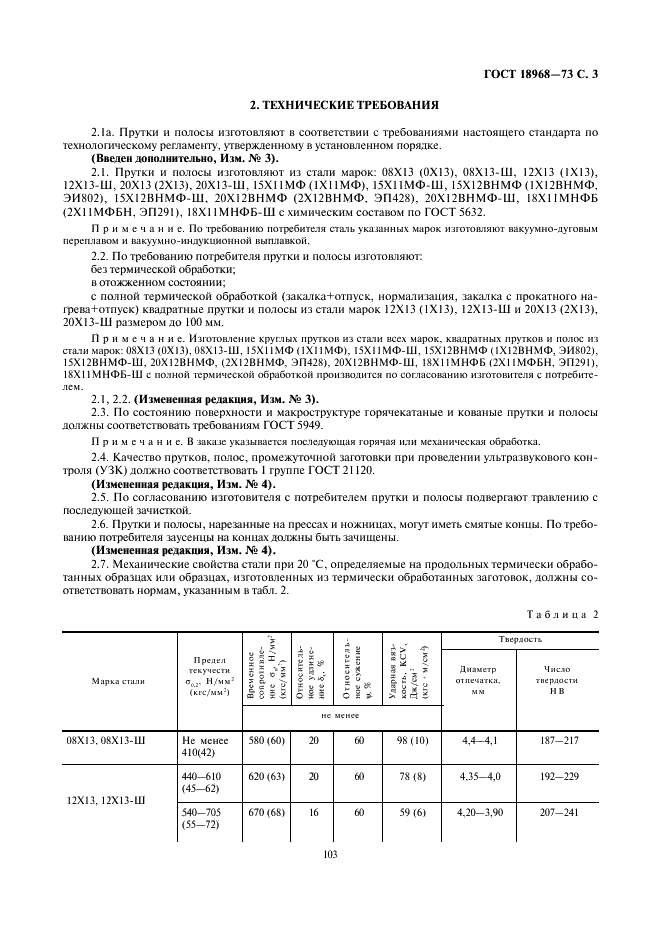 ГОСТ 18968—73 С. 3
2. ТЕХНИЧЕСКИЕ ТРЕБОВАНИЯ
2.1а. Прутки и полосы изготовляют в соответствии с требованиями настоящего стандарта по
технологическому регламенту, утвержденному в установленном порядке.
(Введен дополнительно, Изм. № 3).
2.1. Прутки и полосы изготовляют из стали марок: 08Х13 (0Х13), 08Х13-Ш, 12Х13 (1Х13),
12Х13-Ш, 20Х13 (2Х13), 20Х13-Ш, 15Х11МФ (1Х11МФ), 15Х11МФ-Ш, 15Х12ВНМФ (1Х12ВНМФ,
ЭИ802), 15Х12ВНМФ-Ш, 20Х12ВНМФ (2Х12ВНМФ, ЭП428), 20Х12ВНМФ-Ш, 18Х11МНФБ
(2Х11МФБН, ЭП291), 18Х11МНФБ-Ш с химическим составом по ГОСТ 5632.
Примечание. По требованию потребителя сталь указанных марок изготовляют вакуумно-дуговым
переплавом и вакуумно-индукционной выплавкой.
2.2. По требованию потребителя прутки и полосы изготовляют:
без термической обработки;
в отожженном состоянии;
с полной термической обработкой (закалка+отпуск, нормализация, закалка с прокатного на-
грева+отпуск) квадратные прутки и полосы из стали марок 12Х13 (1Х13), 12Х13-Ш и 20Х13 (2Х13),
20Х13-Ш размером до 100 мм.
Примечание. Изготовление круглых прутков из стали всех марок, квадратных прутков и полос из
стали марок: 08Х13 (0Х13), 08Х13-Ш, 15Х11МФ (1Х11МФ), 15Х11МФ-Ш, 15Х12ВНМФ (1Х12ВНМФ, ЭИ802),
15Х12ВНМФ-Ш, 20Х12ВНМФ, (2Х12ВНМФ, ЭП428), 20Х12ВНМФ-Ш, 18Х11МНФБ (2Х11МФБН, ЭП291),
18Х11МНФБ-Ш с полной термической обработкой производится по согласованию изготовителя с потребите-
лем.
2.1, 2.2. (Измененная редакция, Изм. № 3).
2.3. По состоянию поверхности и макроструктуре горячекатаные и кованые прутки и полосы
должны соответствовать требованиям ГОСТ 5949.
Примечание. В заказе указывается последующая горячая или механическая обработка.
2.4. Качество прутков, полос, промежуточной заготовки при проведении ультразвукового кон-
троля (УЗК) должно соответствовать 1 группе ГОСТ 21120.
(Измененная редакция, Изм. № 4).
2.5. По согласованию изготовителя с потребителем прутки и полосы подвергают травлению с
последующей зачисткой.
2.6. Прутки и полосы, нарезанные на прессах и ножницах, могут иметь смятые концы. По требо-
ванию потребителя заусенцы на концах должны быть зачищены.
(Измененная редакция, Изм. № 4).
2.7. Механические свойства стали при 20 °С, определяемые на продольных термически обрабо-
танных образцах или образцах, изготовленных из термически обработанных заготовок, должны со-
ответствовать нормам, указанным в табл. 2.
Таблица 2
Марка стали
Предел
текучести
σ0,2, Н/мм²
(кгс/мм²)
Временное
сопротивле-
ние σв, Н/мм²
(кгс/мм²)
Относитель-
ное удлине-
ние δ5, %
Относитель-
ное сужение
ψ, %
Ударная вяз-
кость, KCV,
Дж/см²
(кгс · м/см²)
Твердость
Диаметр
отпечатка,
мм
Число
твердости
НВ
не менее
08Х13, 08Х13-Ш
Не менее
410(42)
580 (60)
20
60
98 (10)
4,4—4,1
187—217
12Х13, 12Х13-Ш
440—610
(45—62)
620 (63)
20
60
78 (8)
4,35—4,0
192—229
540—705
(55—72)
670 (68)
16
60
59 (6)
4,20—3,90
207—241
103